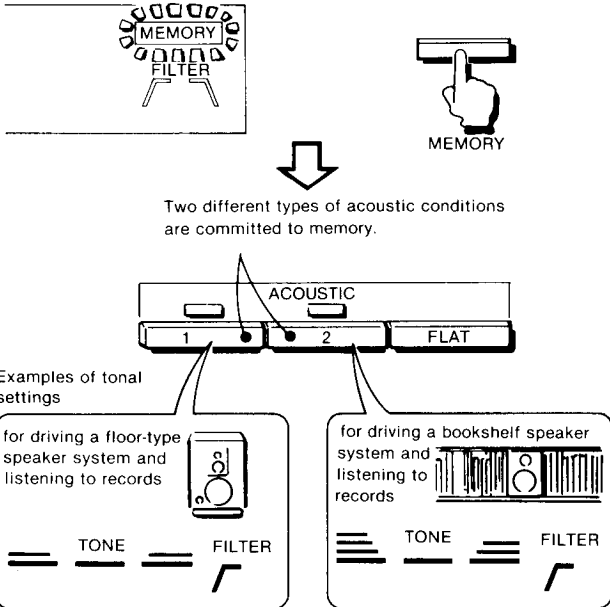 MEMORY
FILTER
MEMORY
Two different types of acoustic conditions
are committed to memory.
ACOUSTIC
1
2
FLAT
Examples of tonal
settings
for driving a floor-type
speaker system and
listening to records
TONE
FILTER
for driving a bookshelf speaker
system and
listening to
records
TONE
FILTER